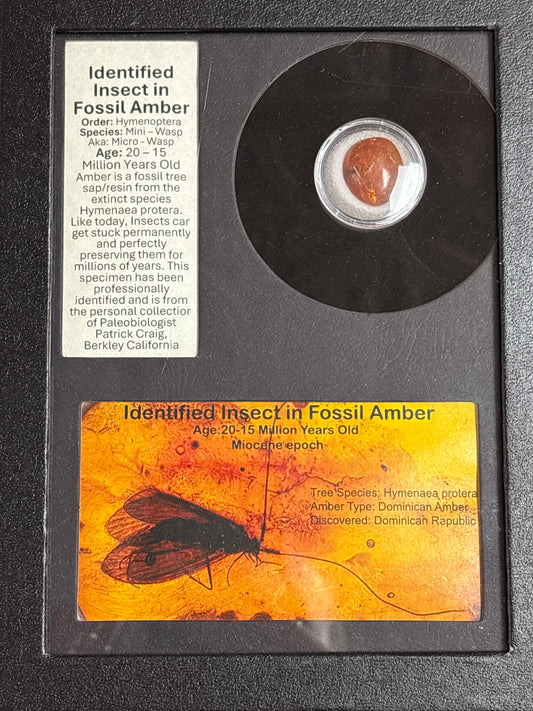 Identified
Insect in
Fossil Amber
Order: Hymenoptera
Species: Mini – Wasp
Aka: Micro - Wasp
Age: 20 – 15
Million Years Old
Amber is a fossil tree
sap/resin from the
extinct species
Hymenaea protera.
Like today, Insects car
get stuck permanently
and perfectly
preserving them for
millions of years. This
specimen has been
professionally
identified and is from
the personal collectior
of Paleobiologist
Patrick Craig,
Berkley California
Identified Insect in Fossil Amber
Age:20-15 Million Years Old
Miocene epoch
Tree Species: Hymenaea protera
Amber Type: Dominican Amber
Discovered: Dominican Republic